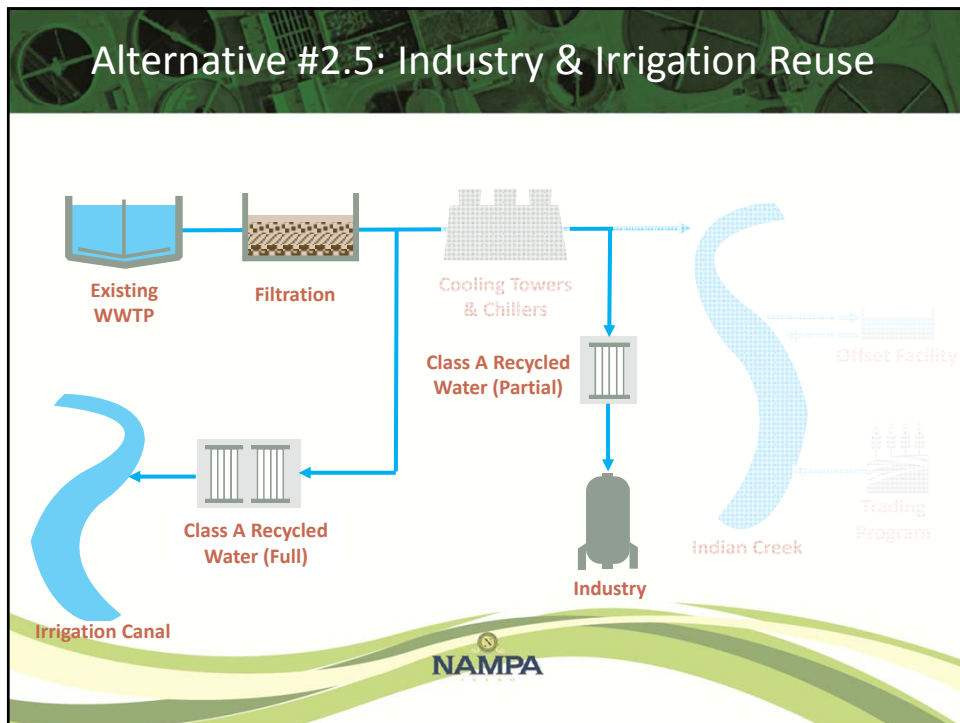 Alternative #2.5: Industry & Irrigation Reuse
Existing
WWTP
Filtration
Cooling Towers
& Chillers
Class A Recycled
Water (Partial)
Offset Facility
Class A Recycled
Water (Full)
Trading
Program
Indian Creek
Industry
Irrigation Canal
N
NAMPA